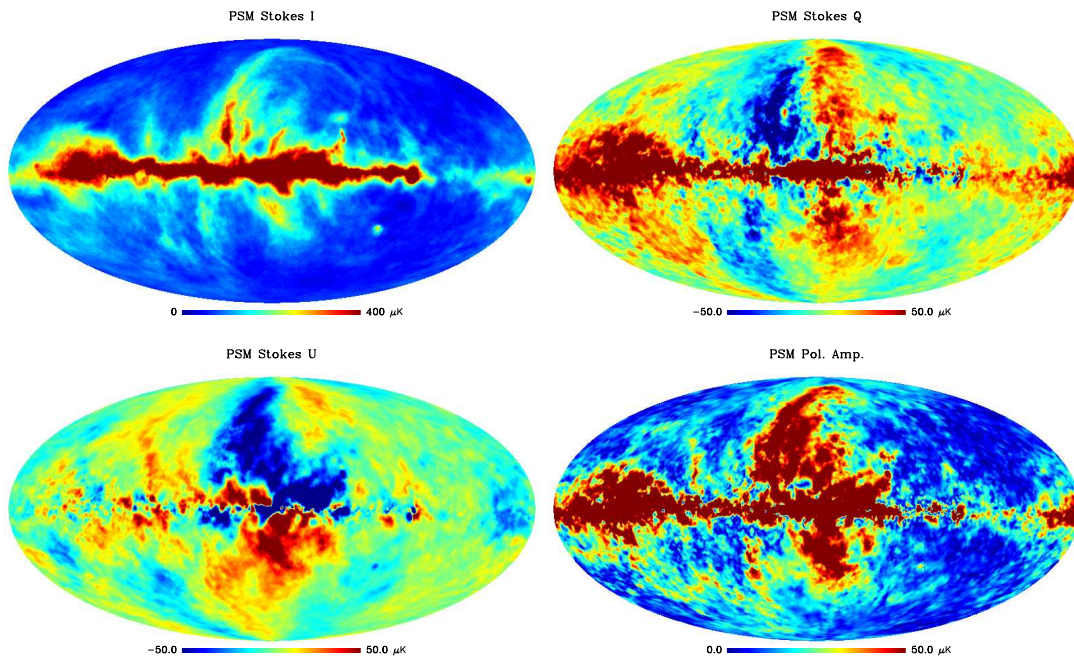 PSM Stokes I
PSM Stokes Q
0 400 μK
−50.0 50.0 μK
PSM Stokes U
PSM Pol. Amp.
−50.0 50.0 μK
0.0 50.0 μK